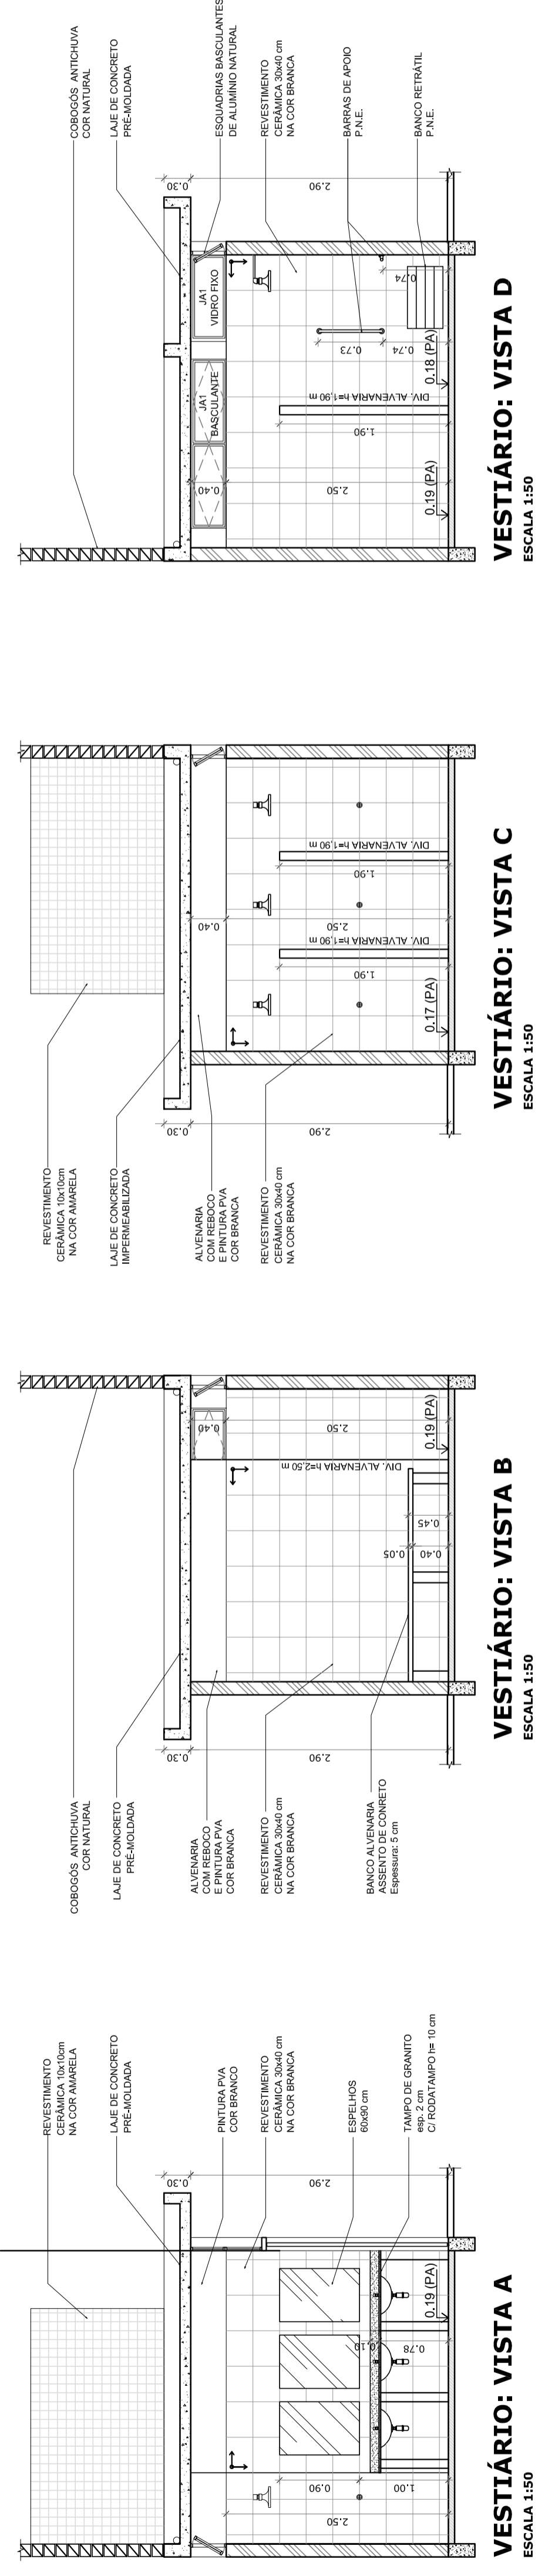 REVESTIMENTO
CERÂMICA 10x10cm
NA COR AMARELA
LAJE DE CONCRETO
PRÉ-MOLDADA
PINTURA PVA
COR BRANCO
REVESTIMENTO
CERÂMICA 30x40 cm
NA COR BRANCA
ESPELHOS
60x90 cm
TAMPO DE GRANITO
esp. 2 cm
C/ RODATAMPO h= 10 cm
0.30
2.90
2.50
0.90
1.00
0.10
0.78
0.19 (PA)
VESTIÁRIO: VISTA A
ESCALA 1:50
COBOGÓS ANTICHUVA
COR NATURAL
LAJE DE CONCRETO
PRÉ-MOLDADA
ALVENARIA
COM REBOCO
E PINTURA PVA
COR BRANCA
REVESTIMENTO
CERÂMICA 30x40 cm
NA COR BRANCA
BANCO ALVENARIA
ASSENTO DE CONRETO
Espessura: 5 cm
0.30
2.90
0.40
2.50
DIV. ALVENARIA h=2,50 m
0.05
0.45
0.40
0.19 (PA)
VESTIÁRIO: VISTA B
ESCALA 1:50
REVESTIMENTO
CERÂMICA 10x10cm
NA COR AMARELA
LAJE DE CONCRETO
IMPERMEABILIZADA
ALVENARIA
COM REBOCO
E PINTURA PVA
COR BRANCA
REVESTIMENTO
CERÂMICA 30x40 cm
NA COR BRANCA
0.30
2.90
0.40
2.50
1.90
DIV. ALVENARIA h=1,90 m
1.90
DIV. ALVENARIA h=1,90 m
0.17 (PA)
VESTIÁRIO: VISTA C
ESCALA 1:50
COBOGÓS ANTICHUVA
COR NATURAL
LAJE DE CONCRETO
PRÉ-MOLDADA
ESQUADRIAS BASCULANTES
DE ALUMÍNIO NATURAL
REVESTIMENTO
CERÂMICA 30x40 cm
NA COR BRANCA
BARRAS DE APOIO
P.N.E.
BANCO RETRÁTIL
P.N.E.
0.30
2.90
JA1
BASCULANTE
JA1
VIDRO FIXO
0.40
2.50
1.90
DIV. ALVENARIA h=1,90 m
0.73
0.74
0.74
0.19 (PA)
0.18 (PA)
VESTIÁRIO: VISTA D
ESCALA 1:50